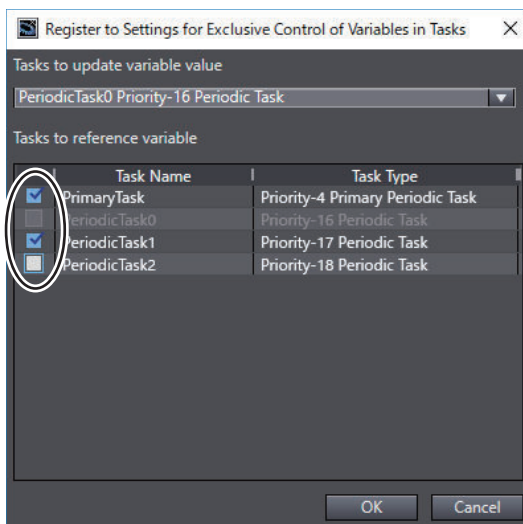 Register to Settings for Exclusive Control of Variables in Tasks
Tasks to update variable value
PeriodicTask0 Priority-16 Periodic Task
Tasks to reference variable
Task Name Task Type
PrimaryTask Priority-4 Primary Periodic Task
PeriodicTask0 Priority-16 Periodic Task
PeriodicTask1 Priority-17 Periodic Task
PeriodicTask2 Priority-18 Periodic Task
OK Cancel